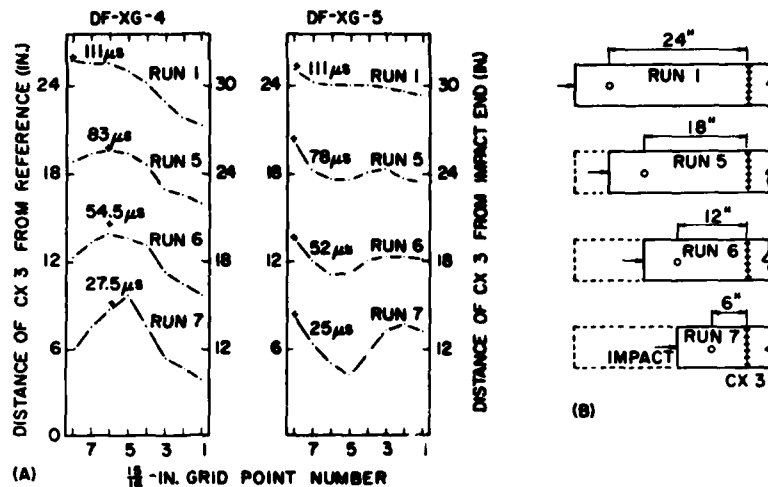 DF-XG-4
DF-XG-5
DISTANCE OF CX 3 FROM REFERENCE (IN.)
24
18
12
6
0
111μs
RUN 1
83μs
RUN 5
54.5μs
RUN 6
27.5μs
RUN 7
30
24
18
12
7 5 3 1
24
18
12
6
111μs
RUN 1
78μs
RUN 5
52μs
RUN 6
25μs
RUN 7
30
24
18
12
7 5 3 1
DISTANCE OF CX 3 FROM IMPACT END (IN)
(A)
-IN. GRID POINT NUMBER
24"
RUN 1
18"
RUN 5
12"
RUN 6
6"
RUN 7
IMPACT
CX 3
(B)